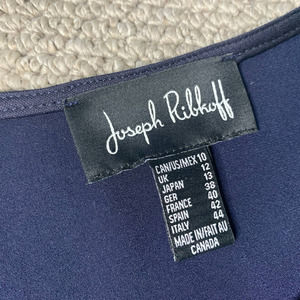 Joseph Ribkoff
CAN/US/MEX 10
UK 12
JAPAN 13
GER 38
FRANCE 40
SPAIN 42
ITALY 44
MADE IN/FAIT AU
CANADA